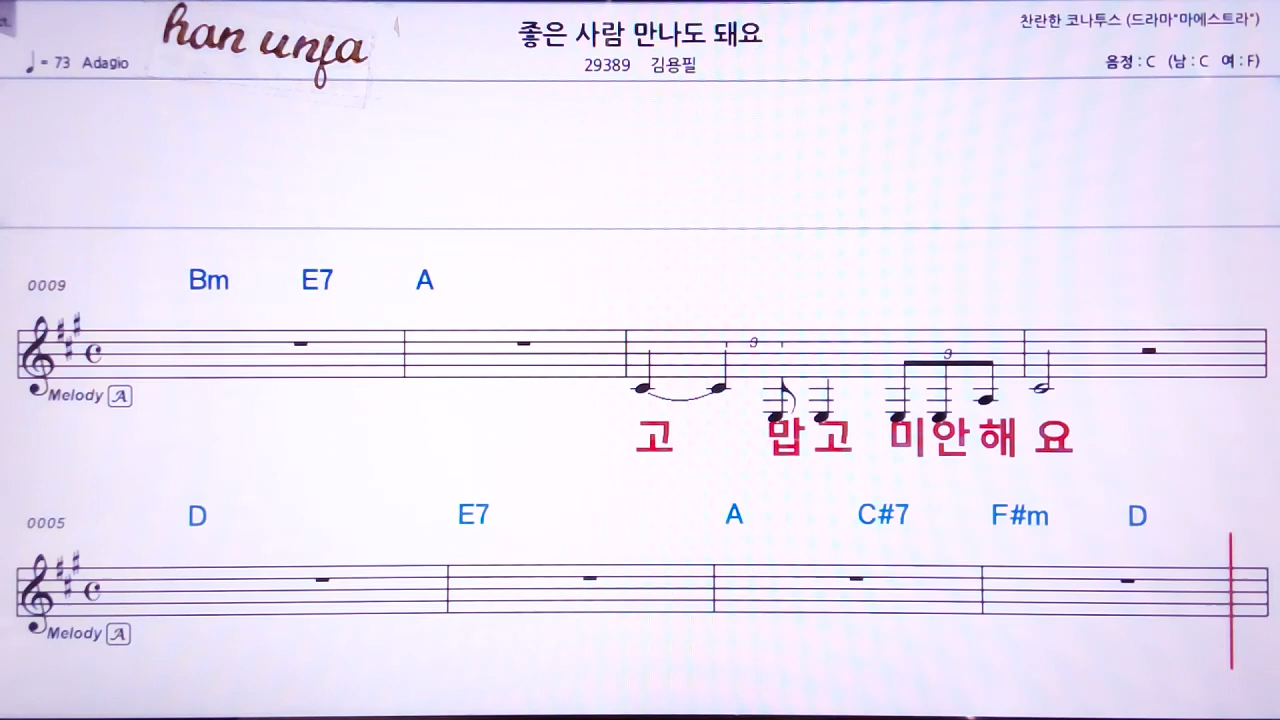 han unfa
좋은 사람 만나도 돼요
찬란한 코나투스 (드라마"마에스트라")
♩ = 73 Adagio
29389 김용필
음정 : C (남 : C 여 : F)
0009 Bm E7 A
3 3
Melody A
고 맙고 미안해 요
0005 D E7 A C#7 F#m D
Melody A